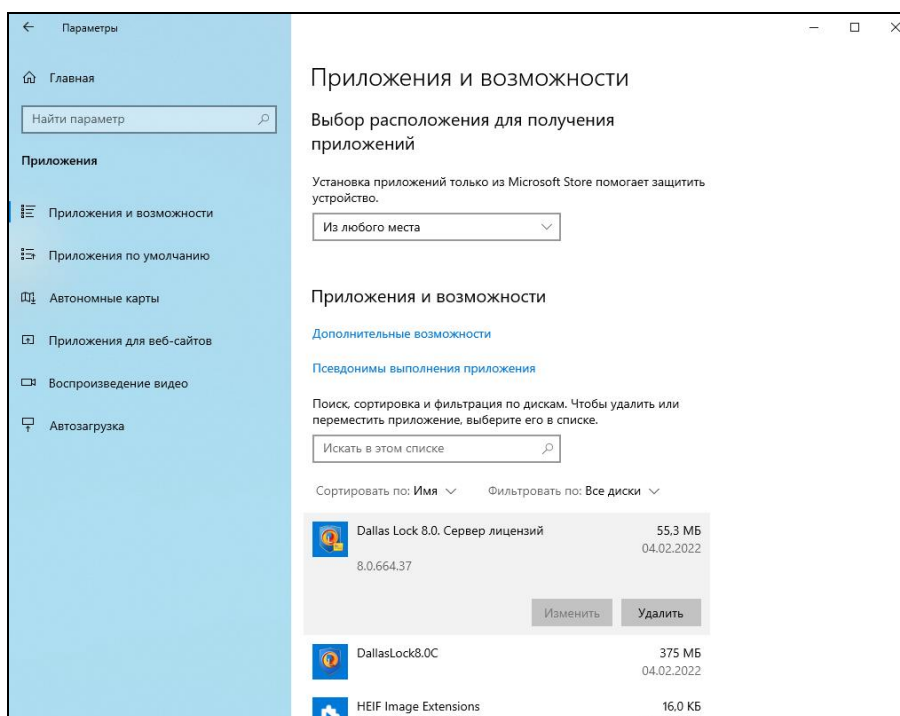 Параметры
Главная
Найти параметр
Приложения
Приложения и возможности
Приложения по умолчанию
Автономные карты
Приложения для веб-сайтов
Воспроизведение видео
Автозагрузка
Приложения и возможности
Выбор расположения для получения
приложений
Установка приложений только из Microsoft Store помогает защитить
устройство.
Из любого места
Приложения и возможности
Дополнительные возможности
Псевдонимы выполнения приложения
Поиск, сортировка и фильтрация по дискам. Чтобы удалить или
переместить приложение, выберите его в списке.
Искать в этом списке
Сортировать по: Имя Фильтровать по: Все диски
Dallas Lock 8.0. Сервер лицензий 55,3 МБ
04.02.2022
8.0.664.37
Изменить Удалить
DallasLock8.0C 375 МБ
04.02.2022
HEIF Image Extensions 16,0 КБ